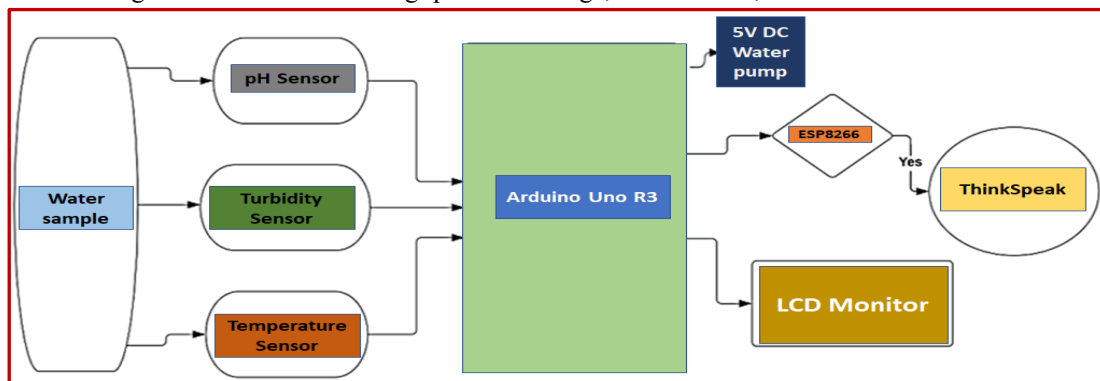 5V DC
Water
pump
pH Sensor
ESP8266
Yes
Water
sample
Turbidity
Sensor
Arduino Uno R3
ThinkSpeak
LCD Monitor
Temperature
Sensor